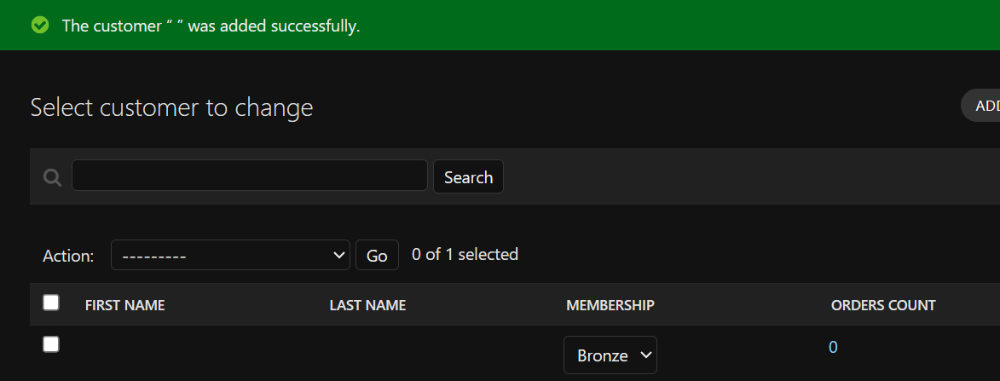 The customer “ ” was added successfully.
Select customer to change
ADD
Search
Action: --------- Go 0 of 1 selected
FIRST NAME LAST NAME MEMBERSHIP ORDERS COUNT
Bronze 0